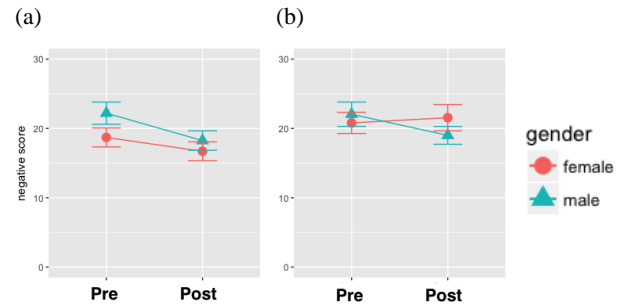 (a)
(b)
negative score
30
20
10
0
Pre
Post
30
20
10
0
Pre
Post
gender
female
male